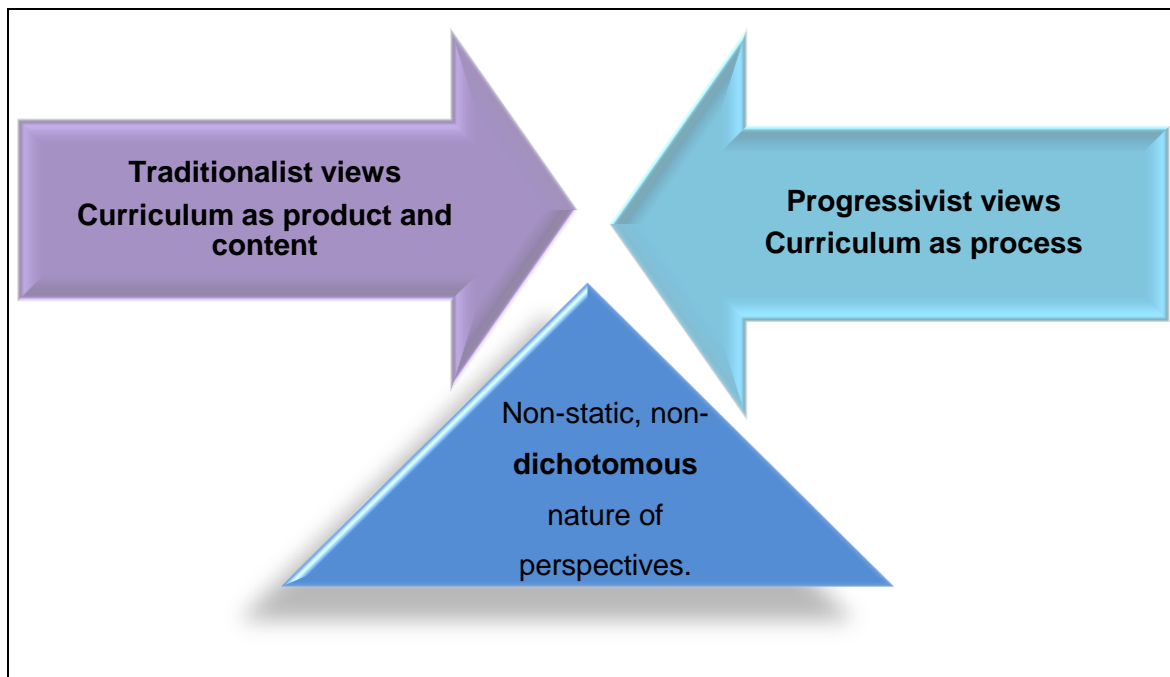 Traditionalist views
Curriculum as product and
content
Progressivist views
Curriculum as process
Non-static, non-
dichotomous
nature of
perspectives.